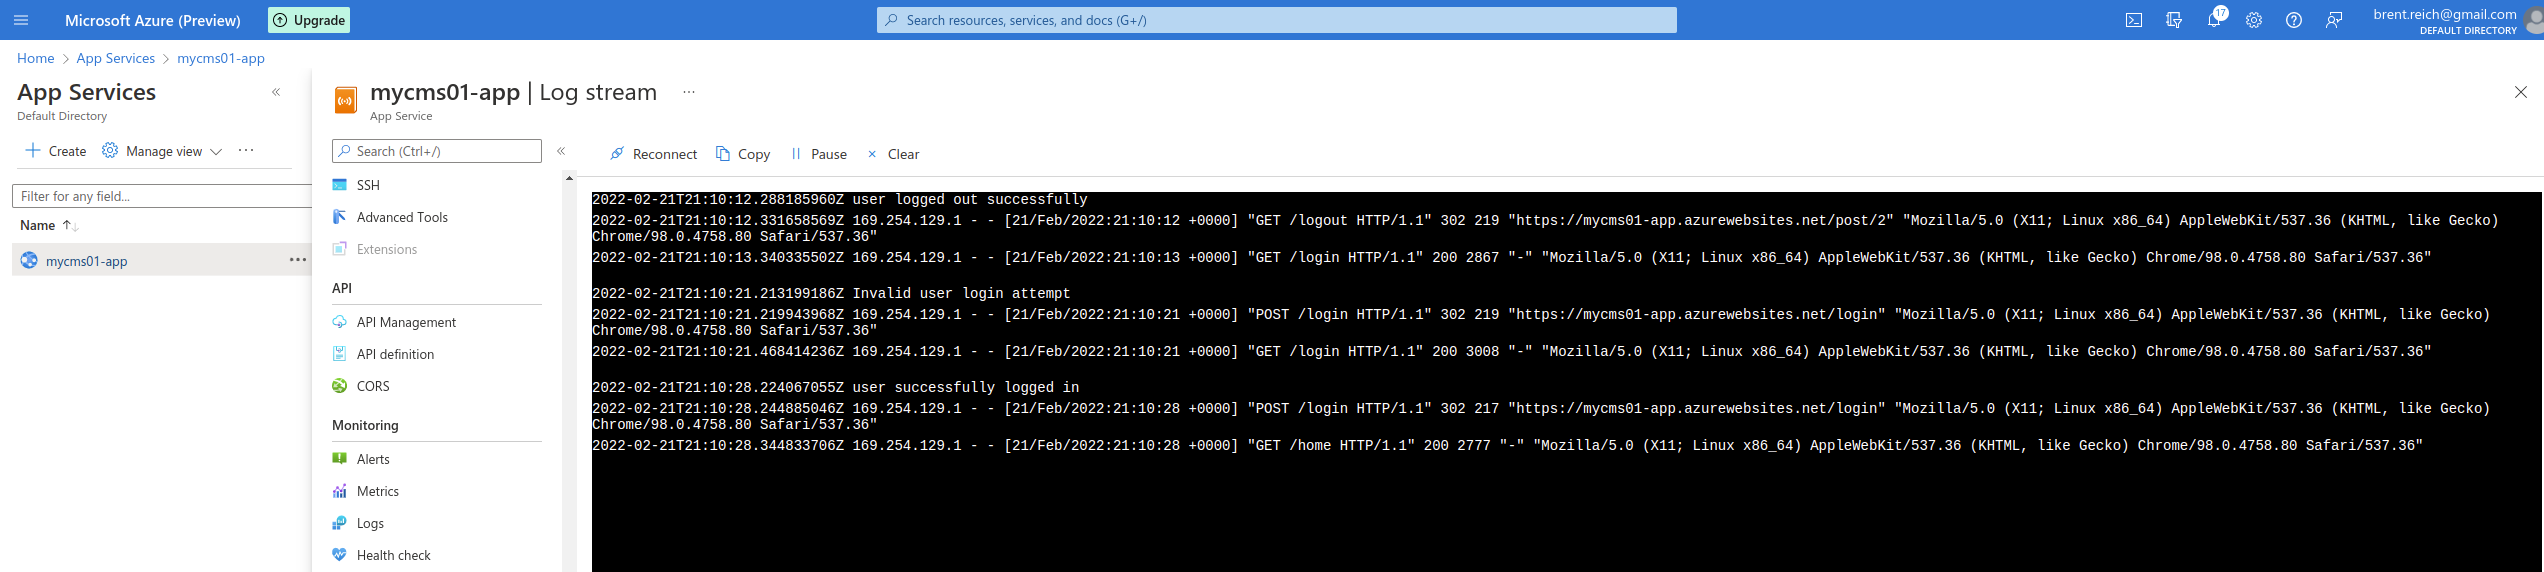 Microsoft Azure (Preview)
Upgrade
Search resources, services, and docs (G+/)
17
brent.reich@gmail.com
DEFAULT DIRECTORY
Home > App Services > mycms01-app
App Services
Default Directory
Create
Manage view
Filter for any field...
Name
mycms01-app
mycms01-app | Log stream
App Service
Search (Ctrl+/)
SSH
Advanced Tools
Extensions
API
API Management
API definition
CORS
Monitoring
Alerts
Metrics
Logs
Health check
Reconnect
Copy
Pause
Clear
2022-02-21T21:10:12.288185960Z user logged out successfully
2022-02-21T21:10:12.331658569Z 169.254.129.1 - - [21/Feb/2022:21:10:12 +0000] "GET /logout HTTP/1.1" 302 219 "https://mycms01-app.azurewebsites.net/post/2" "Mozilla/5.0 (X11; Linux x86_64) AppleWebKit/537.36 (KHTML, like Gecko)
Chrome/98.0.4758.80 Safari/537.36"
2022-02-21T21:10:13.340335502Z 169.254.129.1 - - [21/Feb/2022:21:10:13 +0000] "GET /login HTTP/1.1" 200 2867 "-" "Mozilla/5.0 (X11; Linux x86_64) AppleWebKit/537.36 (KHTML, like Gecko) Chrome/98.0.4758.80 Safari/537.36"
2022-02-21T21:10:21.213199186Z Invalid user login attempt
2022-02-21T21:10:21.219943968Z 169.254.129.1 - - [21/Feb/2022:21:10:21 +0000] "POST /login HTTP/1.1" 302 219 "https://mycms01-app.azurewebsites.net/login" "Mozilla/5.0 (X11; Linux x86_64) AppleWebKit/537.36 (KHTML, like Gecko)
Chrome/98.0.4758.80 Safari/537.36"
2022-02-21T21:10:21.468414236Z 169.254.129.1 - - [21/Feb/2022:21:10:21 +0000] "GET /login HTTP/1.1" 200 3008 "-" "Mozilla/5.0 (X11; Linux x86_64) AppleWebKit/537.36 (KHTML, like Gecko) Chrome/98.0.4758.80 Safari/537.36"
2022-02-21T21:10:28.224067055Z user successfully logged in
2022-02-21T21:10:28.244885046Z 169.254.129.1 - - [21/Feb/2022:21:10:28 +0000] "POST /login HTTP/1.1" 302 217 "https://mycms01-app.azurewebsites.net/login" "Mozilla/5.0 (X11; Linux x86_64) AppleWebKit/537.36 (KHTML, like Gecko)
Chrome/98.0.4758.80 Safari/537.36"
2022-02-21T21:10:28.344833706Z 169.254.129.1 - - [21/Feb/2022:21:10:28 +0000] "GET /home HTTP/1.1" 200 2777 "-" "Mozilla/5.0 (X11; Linux x86_64) AppleWebKit/537.36 (KHTML, like Gecko) Chrome/98.0.4758.80 Safari/537.36"